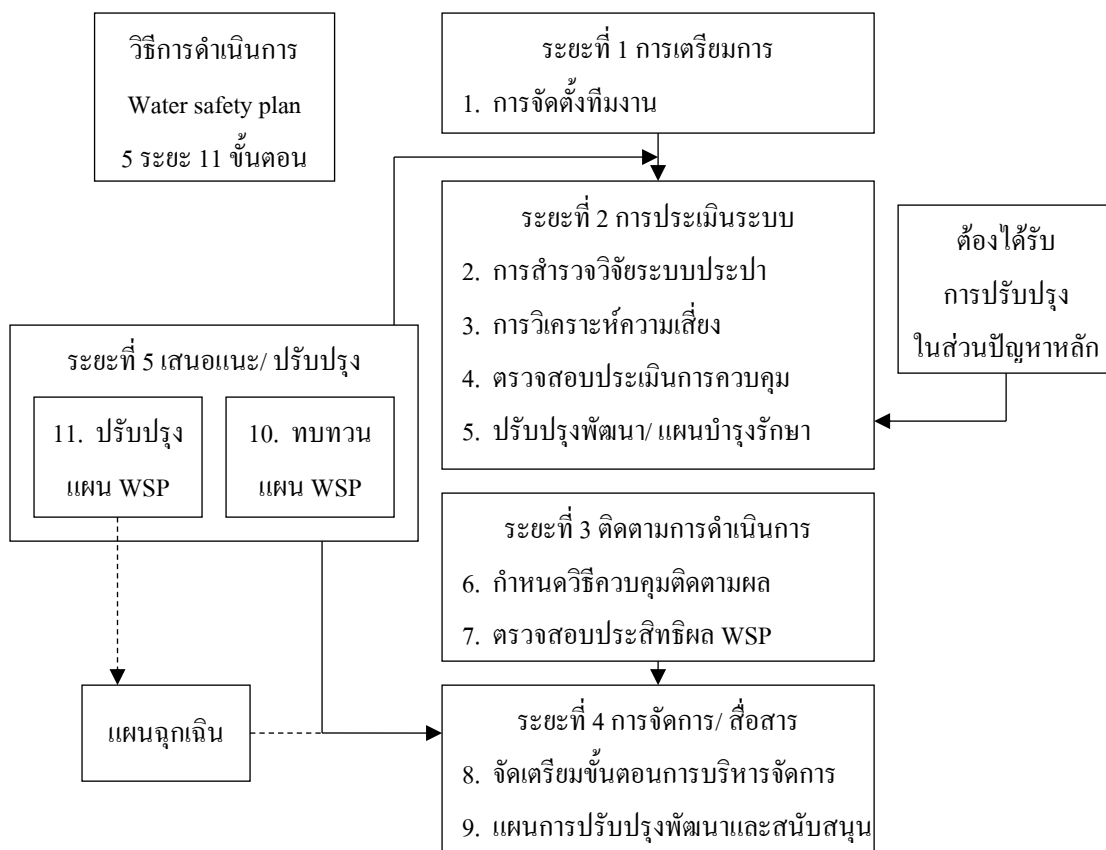 วิธีการดำเนินการ
Water safety plan
5 ระยะ 11 ขั้นตอน
ระยะที่ 1 การเตรียมการ
1. การจัดตั้งทีมงาน
ระยะที่ 2 การประเมินระบบ
2. การสำรวจวิจัยระบบประปา
3. การวิเคราะห์ความเสี่ยง
4. ตรวจสอบประเมินการควบคุม
5. ปรับปรุงพัฒนา/ แผนบำรุงรักษา
ต้องได้รับ
การปรับปรุง
ในส่วนปัญหาหลัก
ระยะที่ 5 เสนอแนะ/ ปรับปรุง
11. ปรับปรุง
แผน WSP
10. ทบทวน
แผน WSP
ระยะที่ 3 ติดตามการดำเนินการ
6. กำหนดวิธีควบคุมติดตามผล
7. ตรวจสอบประสิทธิผล WSP
แผนฉุกเฉิน
ระยะที่ 4 การจัดการ/ สื่อสาร
8. จัดเตรียมขั้นตอนการบริหารจัดการ
9. แผนการปรับปรุงพัฒนาและสนับสนุน